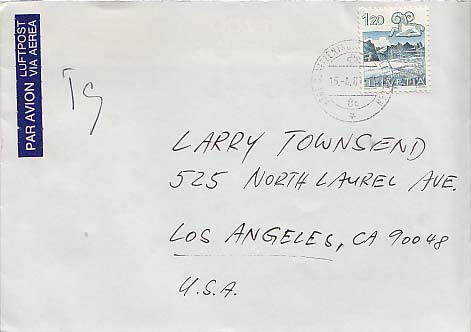 PAR AVION LUFTPOST
VIA AEREA
1.20
HELVETIA
LARRY TOWNSEND
525 NORTH LAUREL AVE.
LOS ANGELES, CA 90048
U.S.A.